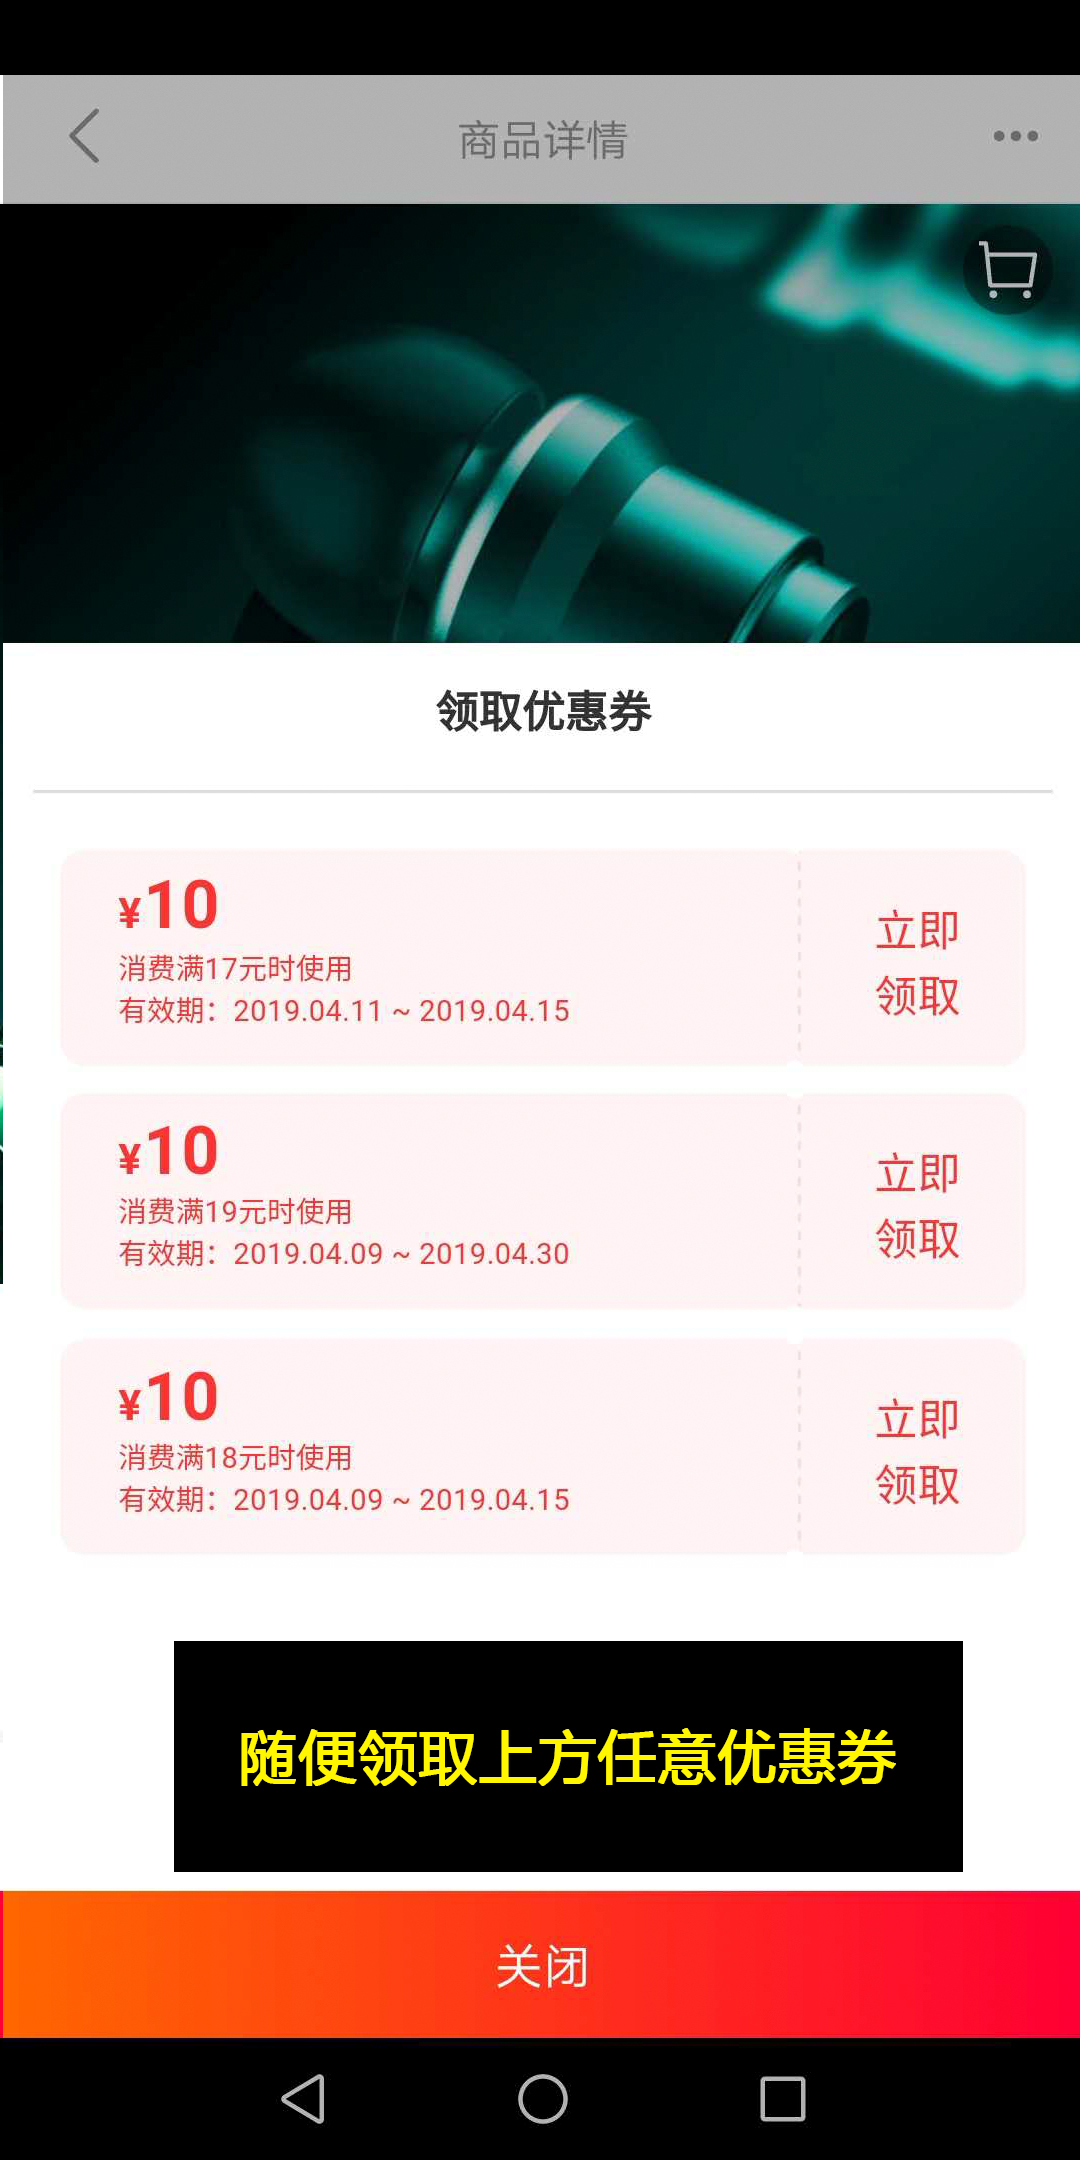 商品详情
领取优惠券
¥10
消费满17元时使用
有效期：2019.04.11 ~ 2019.04.15
立即
领取
¥10
消费满19元时使用
有效期：2019.04.09 ~ 2019.04.30
立即
领取
¥10
消费满18元时使用
有效期：2019.04.09 ~ 2019.04.15
立即
领取
随便领取上方任意优惠券
关闭